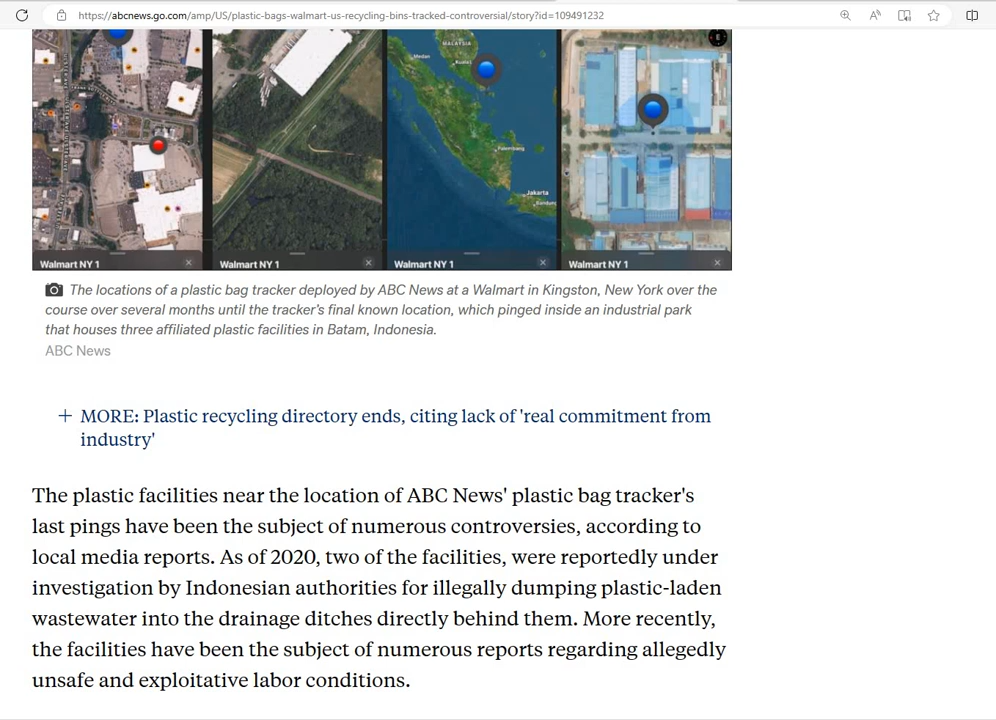 https://abcnews.go.com/amp/US/plastic-bags-walmart-us-recycling-bins-tracked-controversial/story?id=109491232
E
MALAYSIA
Medan
Kuala
Palembang
Jakarta
Bandung
Walmart NY 1
Walmart NY 1
Walmart NY 1
Walmart NY 1
The locations of a plastic bag tracker deployed by ABC News at a Walmart in Kingston, New York over the
course over several months until the tracker's final known location, which pinged inside an industrial park
that houses three affiliated plastic facilities in Batam, Indonesia.
ABC News
+ MORE: Plastic recycling directory ends, citing lack of 'real commitment from
industry'
The plastic facilities near the location of ABC News' plastic bag tracker's
last pings have been the subject of numerous controversies, according to
local media reports. As of 2020, two of the facilities, were reportedly under
investigation by Indonesian authorities for illegally dumping plastic-laden
wastewater into the drainage ditches directly behind them. More recently,
the facilities have been the subject of numerous reports regarding allegedly
unsafe and exploitative labor conditions.